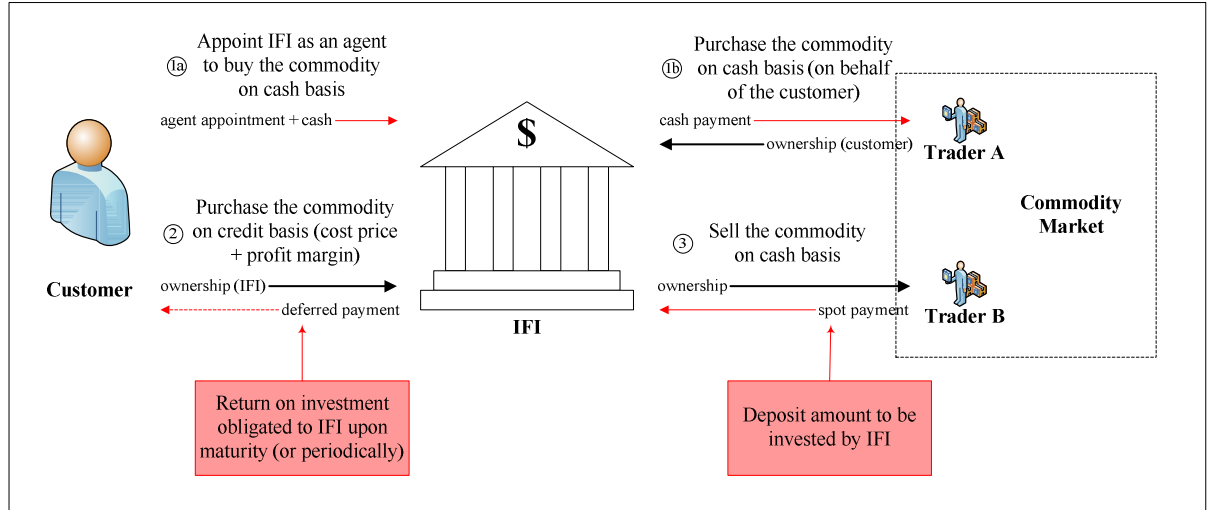 1a
Appoint IFI as an agent
to buy the commodity
on cash basis
agent appointment + cash
1b
Purchase the commodity
on cash basis (on behalf
of the customer)
cash payment
ownership (customer)
Trader A
$
Commodity
Market
2
Purchase the commodity
on credit basis (cost price
+ profit margin)
3
Sell the commodity
on cash basis
Customer
ownership (IFI)
deferred payment
IFI
ownership
spot payment
Trader B
Return on investment
obligated to IFI upon
maturity (or periodically)
Deposit amount to be
invested by IFI